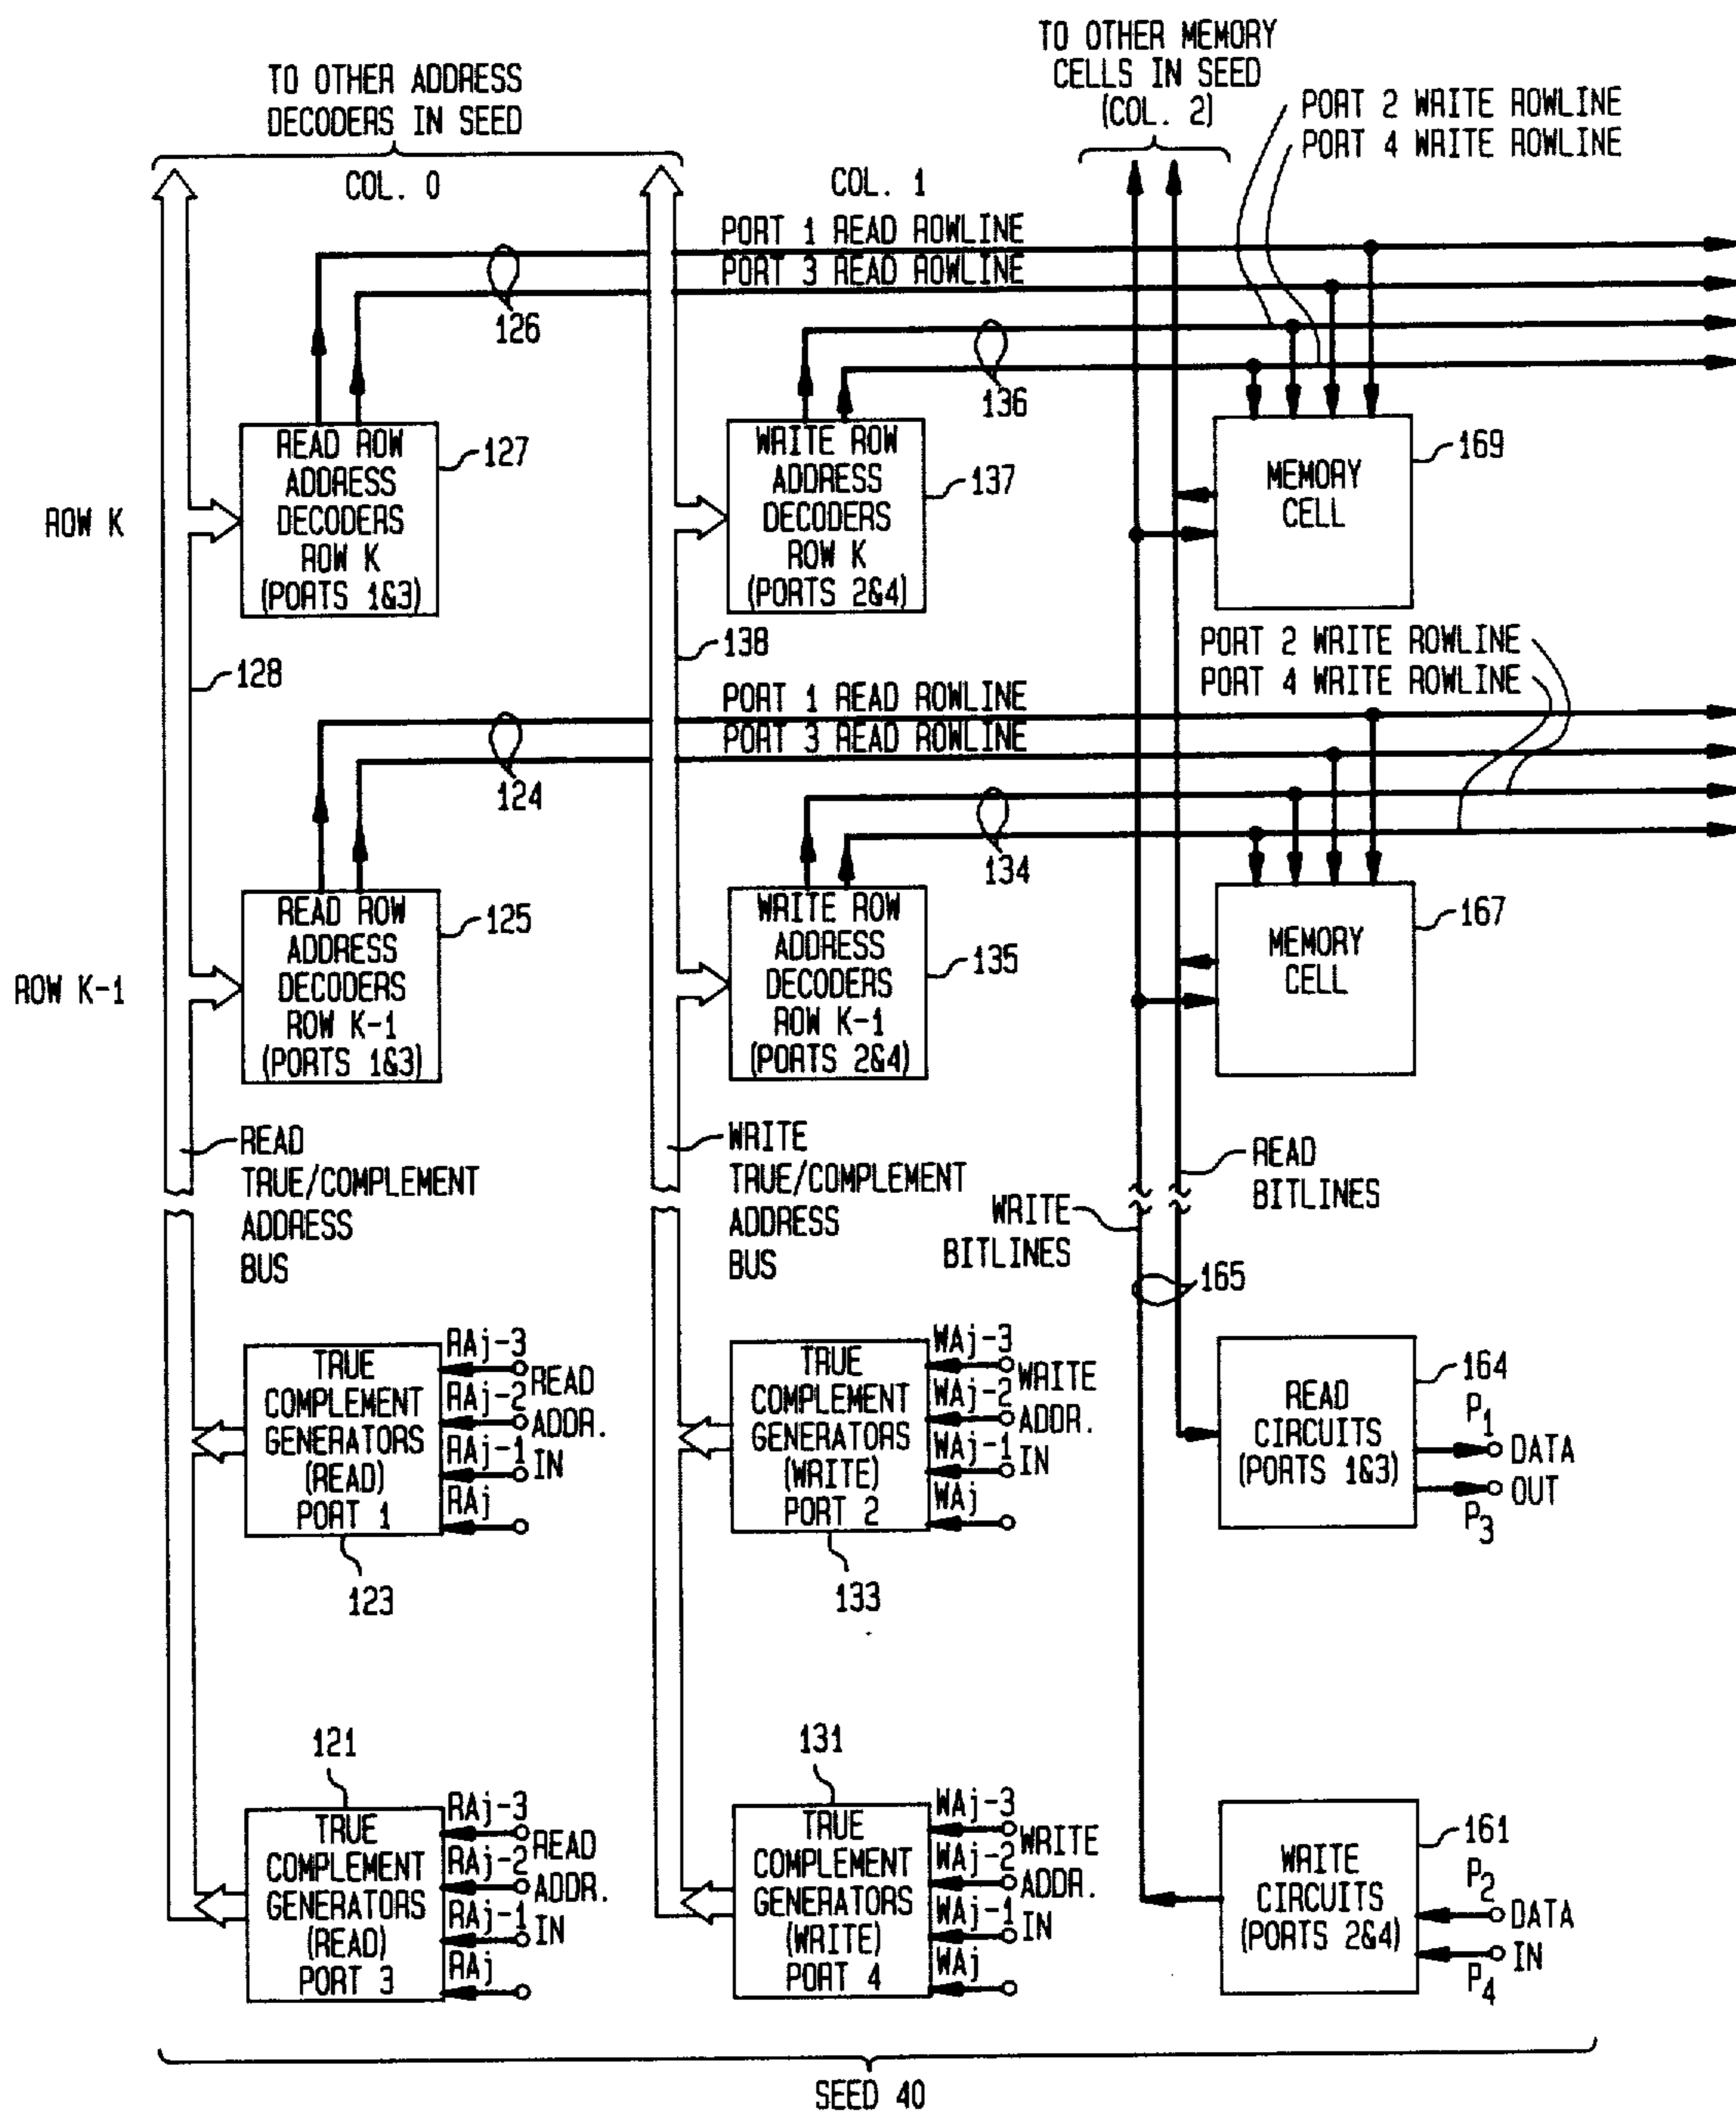 TO OTHER ADDRESS
DECODERS IN SEED
TO OTHER MEMORY
CELLS IN SEED
(COL. 2)
PORT 2 WRITE ROWLINE
PORT 4 WRITE ROWLINE
COL. 0
COL. 1
PORT 1 READ ROWLINE
PORT 3 READ ROWLINE
126
136
ROW K
READ ROW
ADDRESS
DECODERS
ROW K
(PORTS 1&3)
127
WRITE ROW
ADDRESS
DECODERS
ROW K
(PORTS 2&4)
137
MEMORY
CELL
169
128
138
PORT 2 WRITE ROWLINE
PORT 4 WRITE ROWLINE
PORT 1 READ ROWLINE
PORT 3 READ ROWLINE
124
134
ROW K-1
READ ROW
ADDRESS
DECODERS
ROW K-1
(PORTS 1&3)
125
WRITE ROW
ADDRESS
DECODERS
ROW K-1
(PORTS 2&4)
135
MEMORY
CELL
167
READ
TRUE/COMPLEMENT
ADDRESS
BUS
WRITE
TRUE/COMPLEMENT
ADDRESS
BUS
WRITE
BITLINES
READ
BITLINES
165
TRUE
COMPLEMENT
GENERATORS
(READ)
PORT 1
RAj-3
RAj-2
RAj-1
RAj
READ
ADDR.
IN
123
TRUE
COMPLEMENT
GENERATORS
(WRITE)
PORT 2
WAj-3
WAj-2
WAj-1
WAj
WRITE
ADDR.
IN
133
READ
CIRCUITS
(PORTS 1&3)
164
P1
DATA
OUT
P3
121
TRUE
COMPLEMENT
GENERATORS
(READ)
PORT 3
RAj-3
RAj-2
RAj-1
RAj
READ
ADDR.
IN
131
TRUE
COMPLEMENT
GENERATORS
(WRITE)
PORT 4
WAj-3
WAj-2
WAj-1
WAj
WRITE
ADDR.
IN
WRITE
CIRCUITS
(PORTS 2&4)
161
P2
DATA
IN
P4
SEED 40